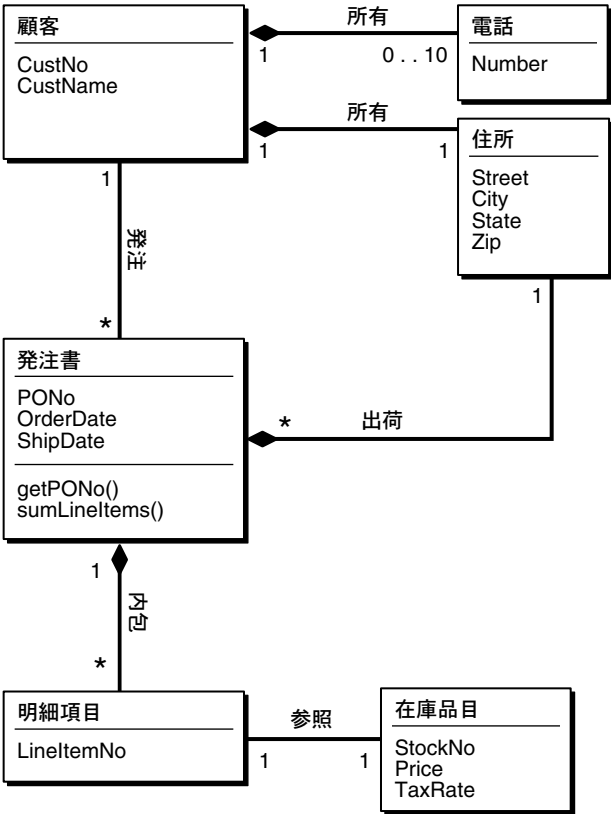 顧客
CustNo
CustName
所有
1
0 . . 10
電話
Number
所有
1
1
住所
Street
City
State
Zip
1
発注
*
1
発注書
PONo
OrderDate
ShipDate
getPONo()
sumLineItems()
*
出荷
1
内包
*
明細項目
LineItemNo
参照
1
1
在庫品目
StockNo
Price
TaxRate